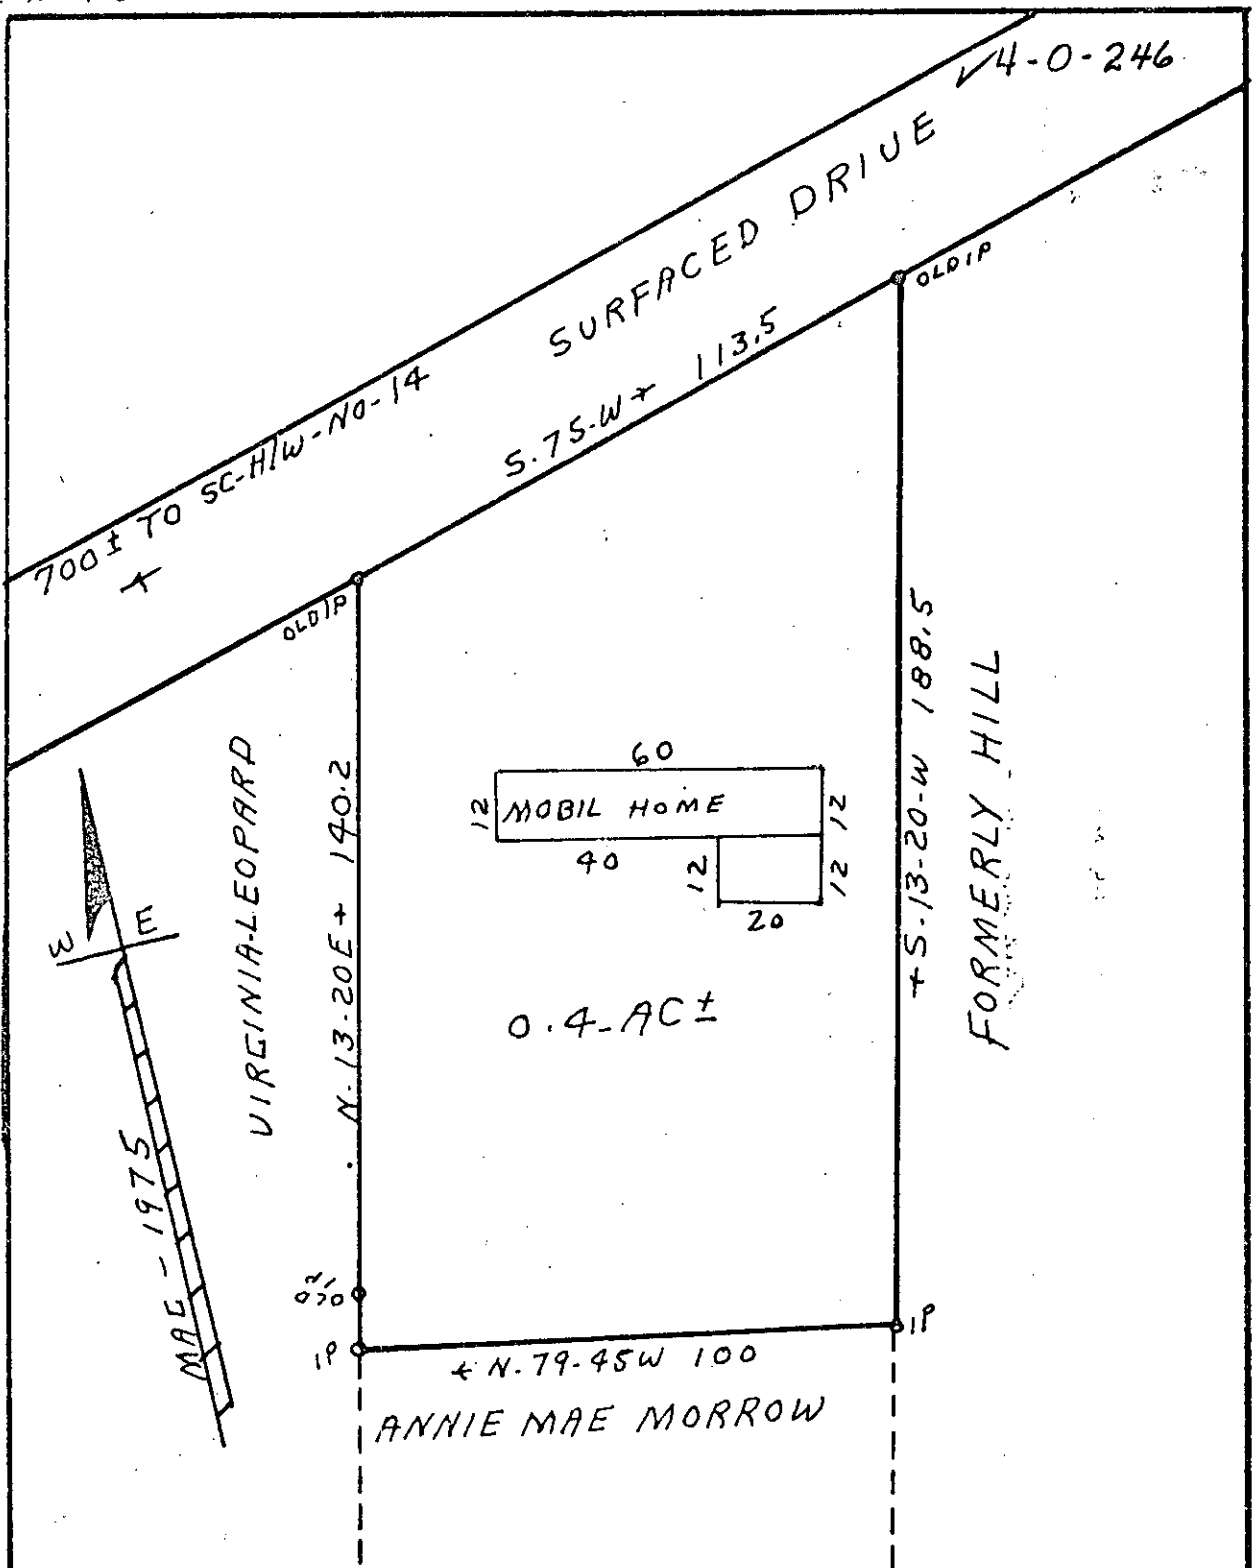 4-0-246
SURFACED DRIVE
OLD IP
S.75-W 113.5
700± TO SC-H/W-NO-14
OLD IP
N.13-20E 140.2
VIRGINIA-LEOPARD
S-13-20-W 188.5
FORMERLY HILL
60
12 MOBIL HOME 12
40
12
12
20
W E
0.4-AC±
MAG-1975
IP
IP
N.79-45W 100
ANNIE MAE MORROW